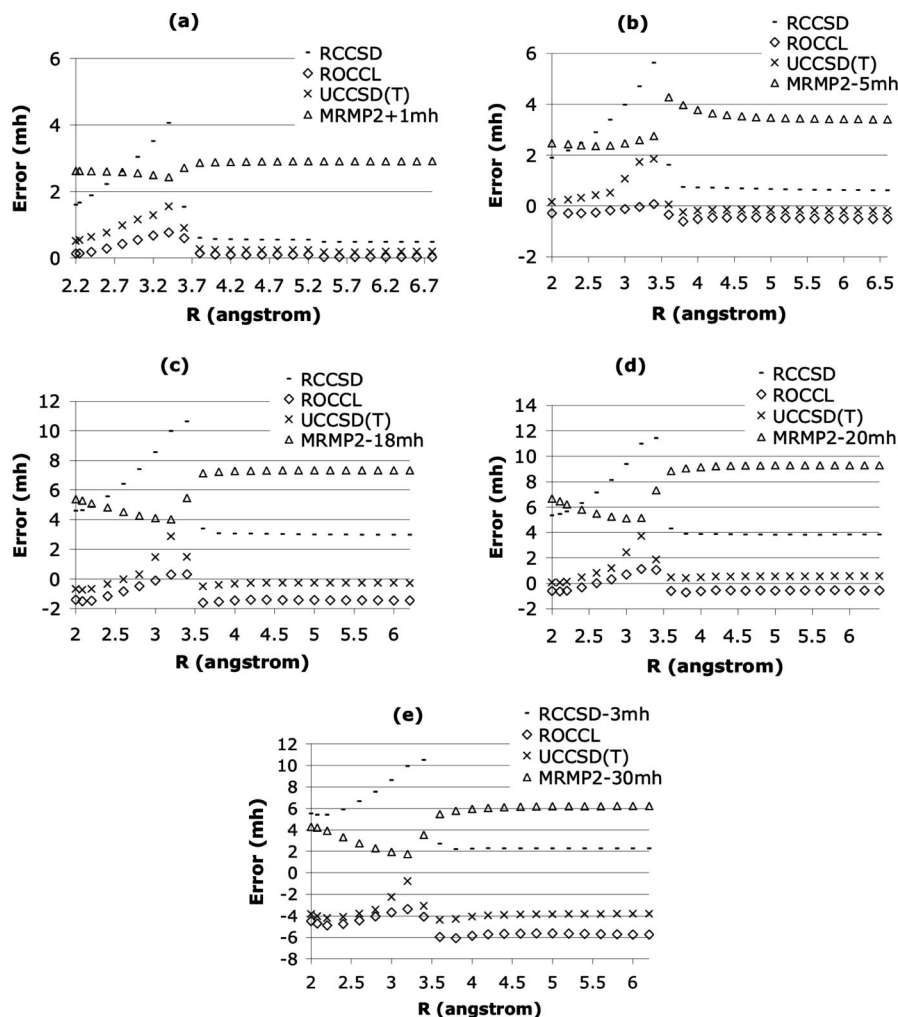 (a)
RCCSD
ROCCL
UCCSD(T)
MRMP2+1mh
Error (mh)
6
4
2
0
2.2 2.7 3.2 3.7 4.2 4.7 5.2 5.7 6.2 6.7
R (angstrom)
(b)
RCCSD
ROCCL
UCCSD(T)
MRMP2-5mh
Error (mh)
6
4
2
0
-2
2 2.5 3 3.5 4 4.5 5 5.5 6 6.5
R (angstrom)
(c)
RCCSD
ROCCL
UCCSD(T)
MRMP2-18mh
Error (mh)
12
10
8
6
4
2
0
-2
2 2.5 3 3.5 4 4.5 5 5.5 6
R (angstrom)
(d)
RCCSD
ROCCL
UCCSD(T)
MRMP2-20mh
Error (mh)
14
12
10
8
6
4
2
0
-2
2 2.5 3 3.5 4 4.5 5 5.5 6
R (angstrom)
(e)
RCCSD-3mh
ROCCL
UCCSD(T)
MRMP2-30mh
Error (mh)
12
10
8
6
4
2
0
-2
-4
-6
-8
2 2.5 3 3.5 4 4.5 5 5.5 6
R (angstrom)